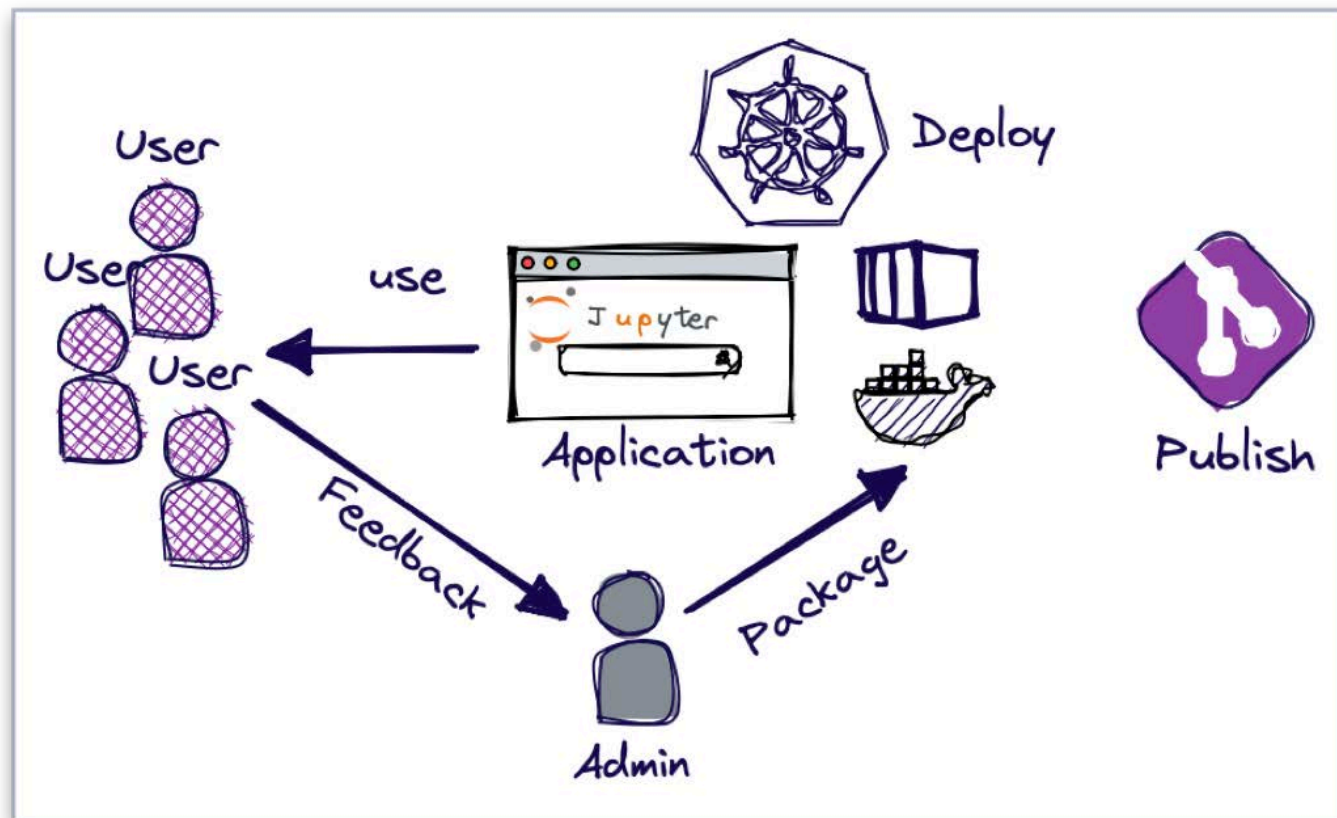 User
Deploy
User
use
Jupyter
User
Application
Publish
Feedback
Package
Admin